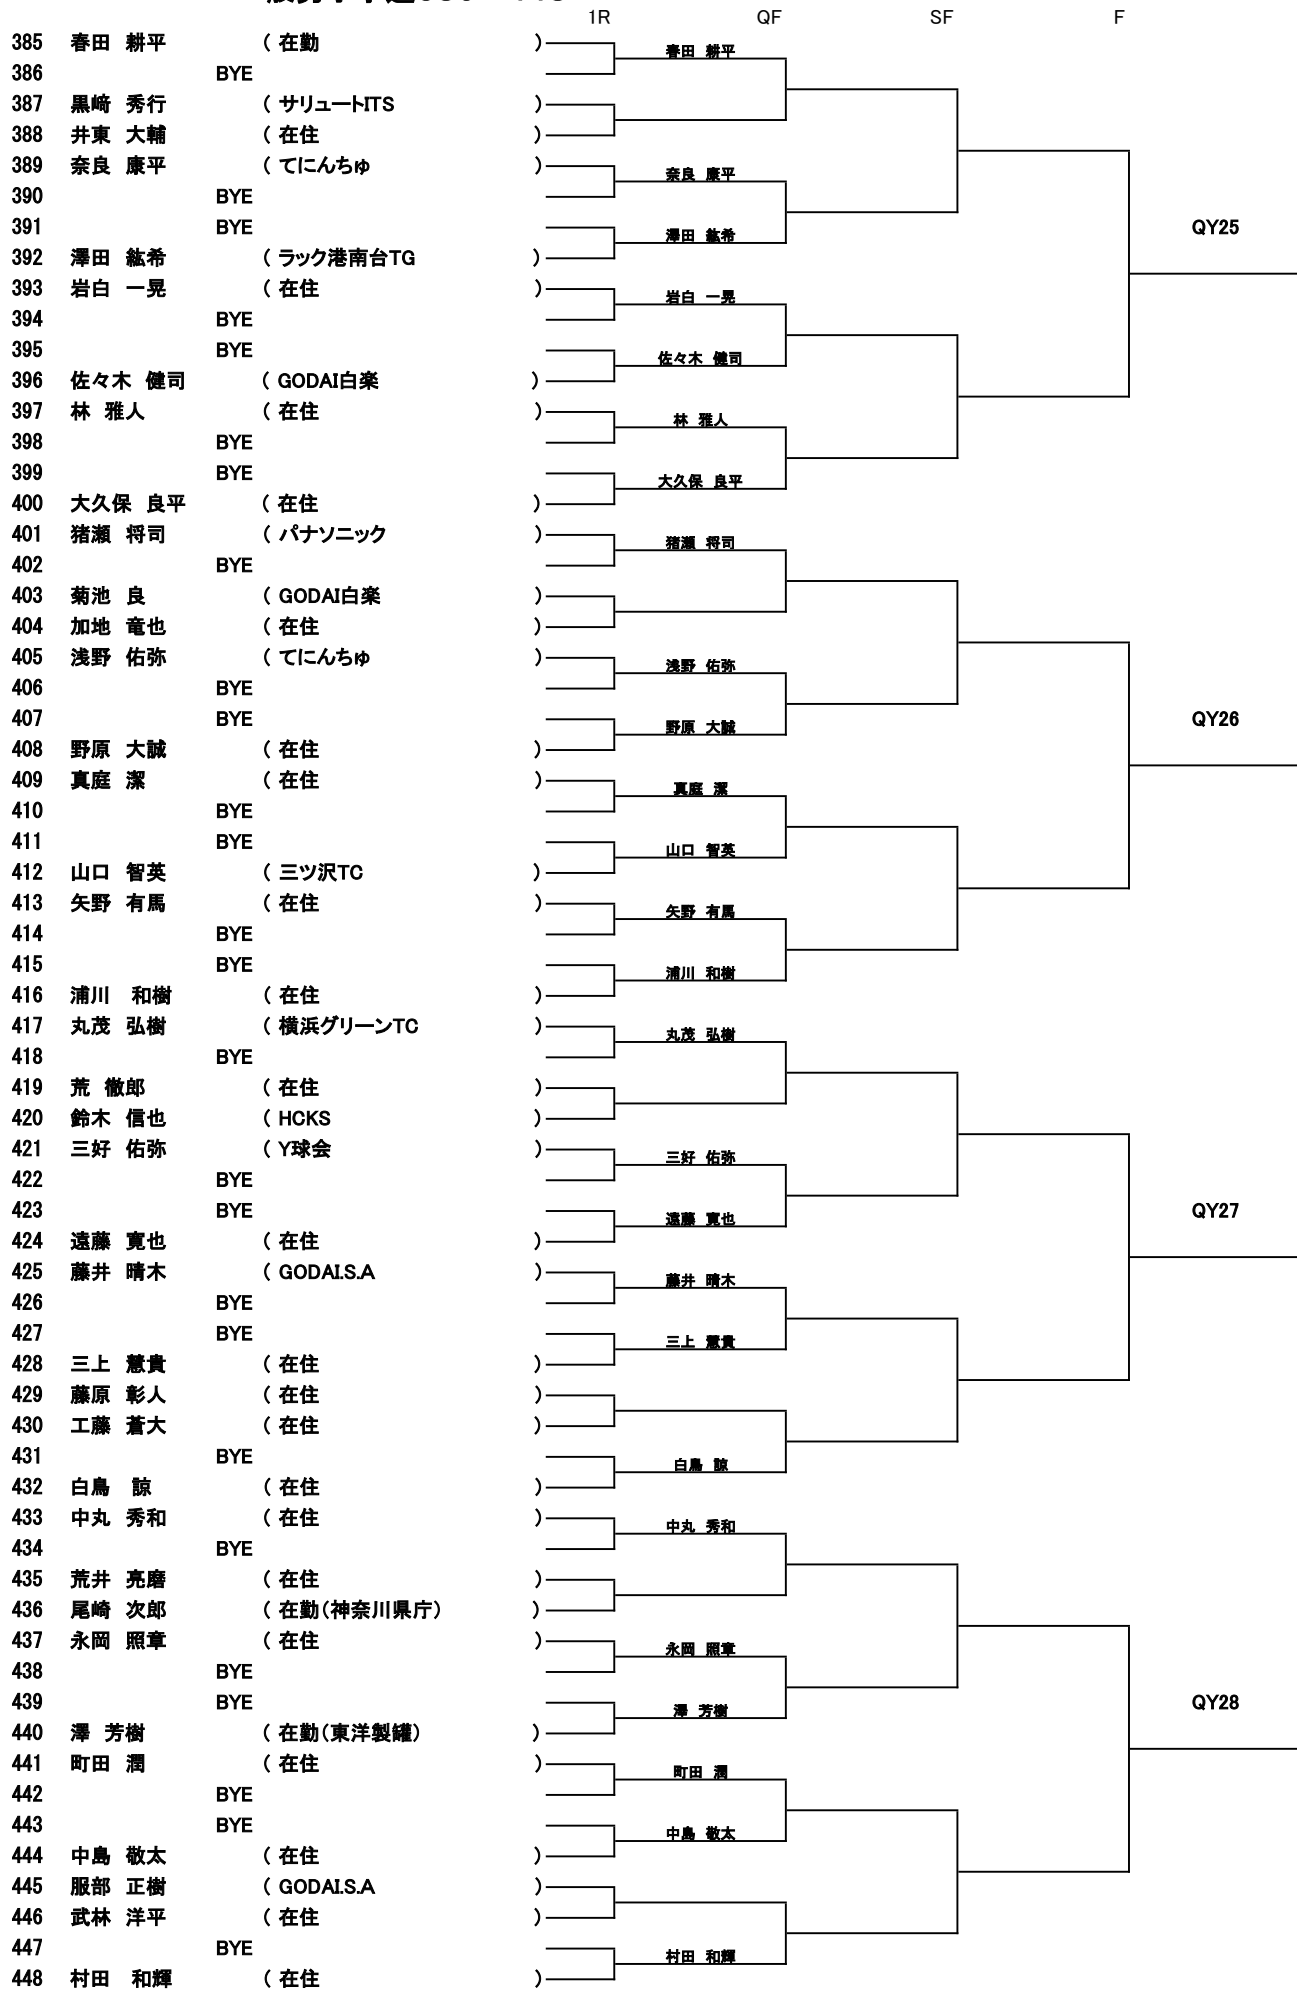 1R QF SF F
385 春田 耕平 ( 在勤 )
春田 耕平
386 BYE
387 黒﨑 秀行 ( サリュートITS )
388 井東 大輔 ( 在住 )
389 奈良 康平 ( てにんちゅ )
奈良 康平
390 BYE
391 BYE QY25
澤田 紘希
392 澤田 紘希 ( ラック港南台TG )
393 岩白 一晃 ( 在住 )
岩白 一晃
394 BYE
395 BYE
佐々木 健司
396 佐々木 健司 ( GODAI白楽 )
397 林 雅人 ( 在住 )
林 雅人
398 BYE
399 BYE
大久保 良平
400 大久保 良平 ( 在住 )
401 猪瀬 将司 ( パナソニック )
猪瀬 将司
402 BYE
403 菊池 良 ( GODAI白楽 )
404 加地 竜也 ( 在住 )
405 浅野 佑弥 ( てにんちゅ )
浅野 佑弥
406 BYE
407 BYE QY26
野原 大誠
408 野原 大誠 ( 在住 )
409 真庭 潔 ( 在住 )
真庭 潔
410 BYE
411 BYE
山口 智英
412 山口 智英 ( 三ツ沢TC )
413 矢野 有馬 ( 在住 )
矢野 有馬
414 BYE
415 BYE
浦川 和樹
416 浦川 和樹 ( 在住 )
417 丸茂 弘樹 ( 横浜グリーンTC )
丸茂 弘樹
418 BYE
419 荒 徹郎 ( 在住 )
420 鈴木 信也 ( HCKS )
421 三好 佑弥 ( Y球会 )
三好 佑弥
422 BYE
423 BYE QY27
遠藤 寛也
424 遠藤 寛也 ( 在住 )
425 藤井 晴木 ( GODAI.S.A )
藤井 晴木
426 BYE
427 BYE
三上 慧貴
428 三上 慧貴 ( 在住 )
429 藤原 彰人 ( 在住 )
430 工藤 蒼大 ( 在住 )
431 BYE
白鳥 諒
432 白鳥 諒 ( 在住 )
433 中丸 秀和 ( 在住 )
中丸 秀和
434 BYE
435 荒井 亮磨 ( 在住 )
436 尾崎 次郎 ( 在勤(神奈川県庁) )
437 永岡 照章 ( 在住 )
永岡 照章
438 BYE
439 BYE QY28
澤 芳樹
440 澤 芳樹 ( 在勤(東洋製罐) )
441 町田 潤 ( 在住 )
町田 潤
442 BYE
443 BYE
中島 敬太
444 中島 敬太 ( 在住 )
445 服部 正樹 ( GODAI.S.A )
446 武林 洋平 ( 在住 )
447 BYE
村田 和輝
448 村田 和輝 ( 在住 )